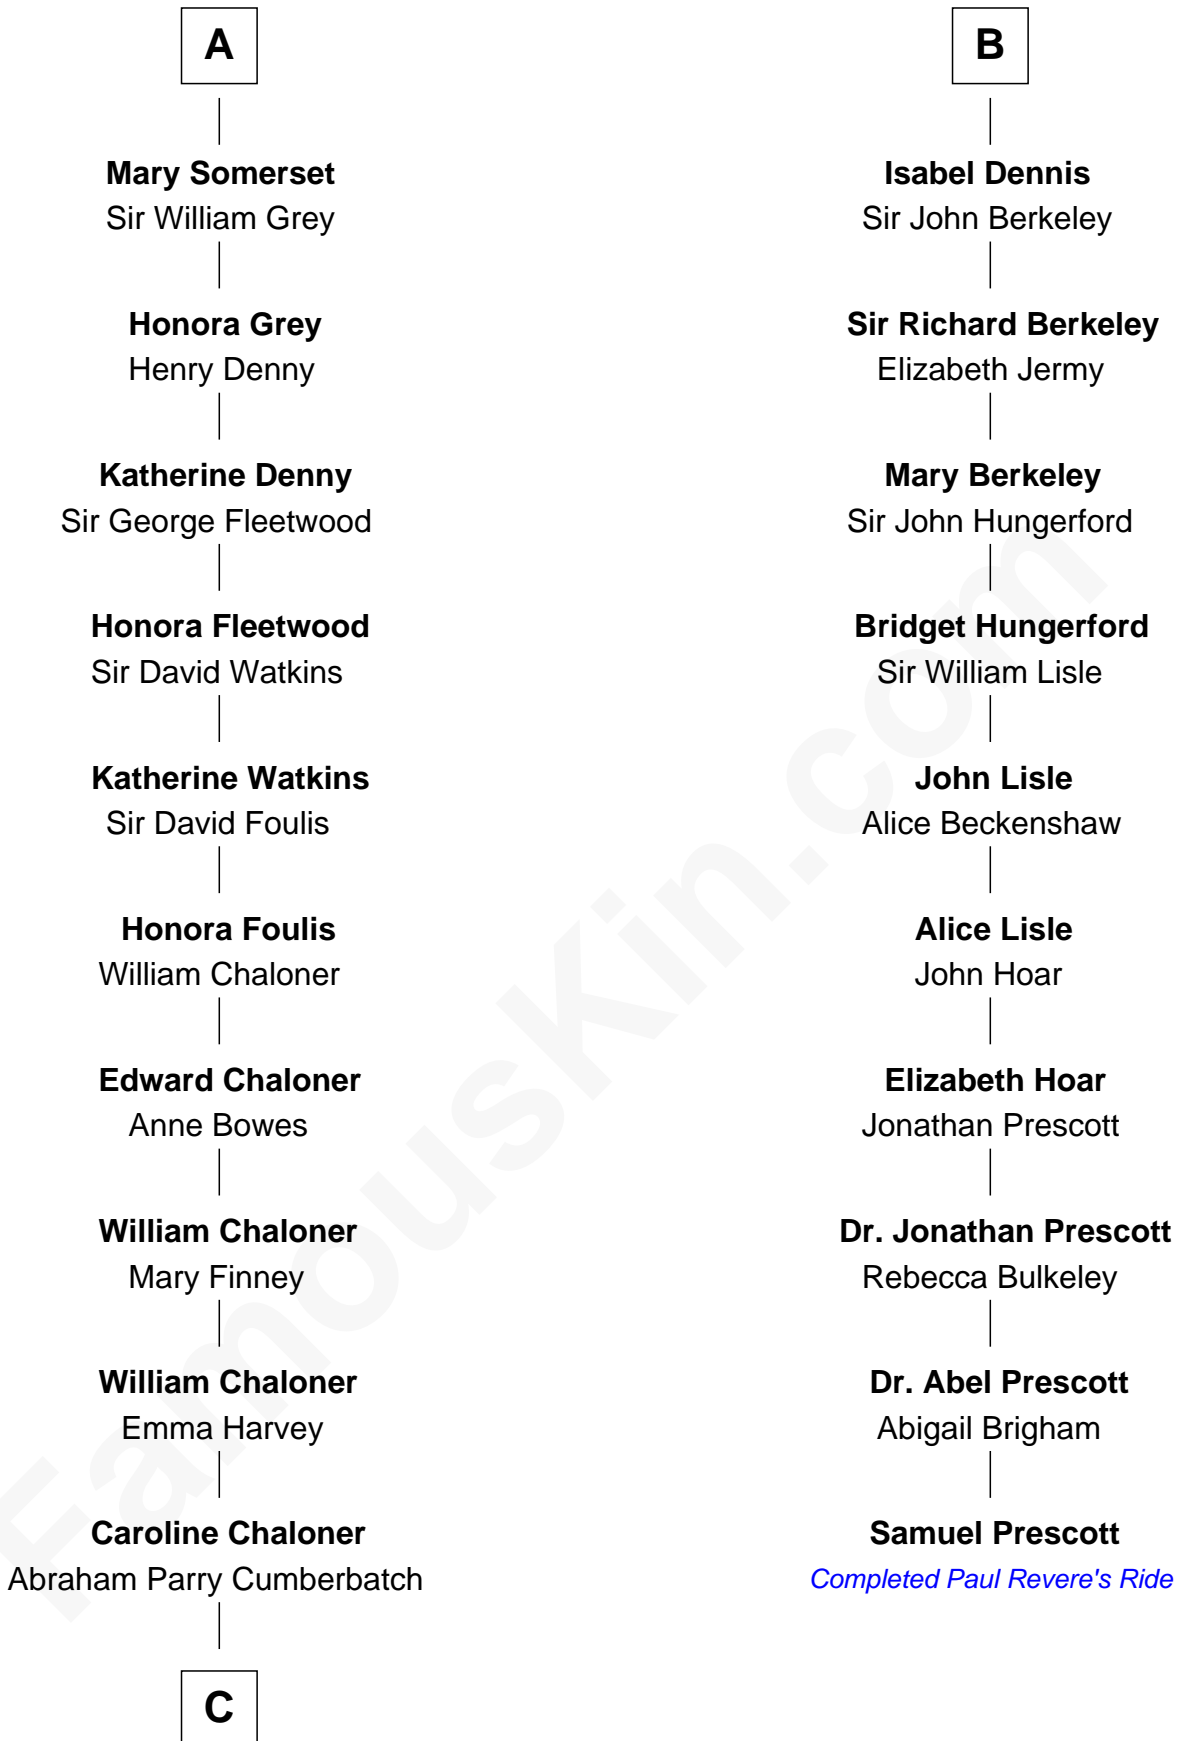 A
Mary Somerset
Sir William Grey
Honora Grey
Henry Denny
Katherine Denny
Sir George Fleetwood
Honora Fleetwood
Sir David Watkins
Katherine Watkins
Sir David Foulis
Honora Foulis
William Chaloner
Edward Chaloner
Anne Bowes
William Chaloner
Mary Finney
William Chaloner
Emma Harvey
Caroline Chaloner
Abraham Parry Cumberbatch
C
B
Isabel Dennis
Sir John Berkeley
Sir Richard Berkeley
Elizabeth Jermy
Mary Berkeley
Sir John Hungerford
Bridget Hungerford
Sir William Lisle
John Lisle
Alice Beckenshaw
Alice Lisle
John Hoar
Elizabeth Hoar
Jonathan Prescott
Dr. Jonathan Prescott
Rebecca Bulkeley
Dr. Abel Prescott
Abigail Brigham
Samuel Prescott
Completed Paul Revere's Ride
FamousKin.com